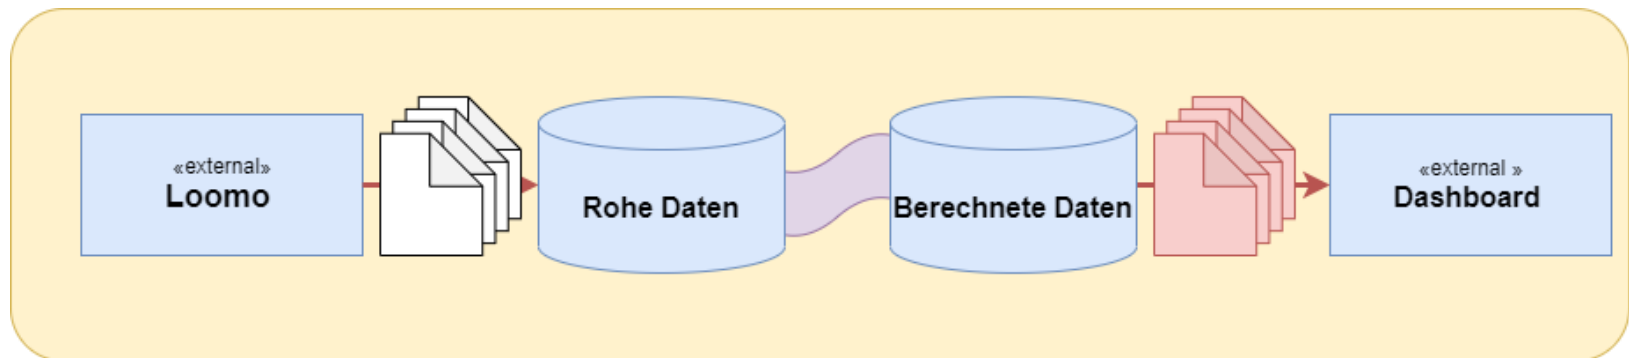 «external»
Loomo
Rohe Daten
Berechnete Daten
«external »
Dashboard